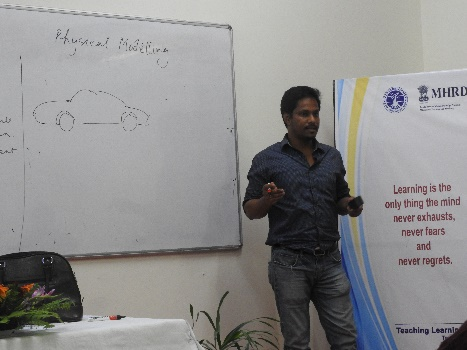 Physical Modelling
MHRD
Learning is the
only thing the mind
never exhausts,
never fears
and
never regrets.
Teaching Learning